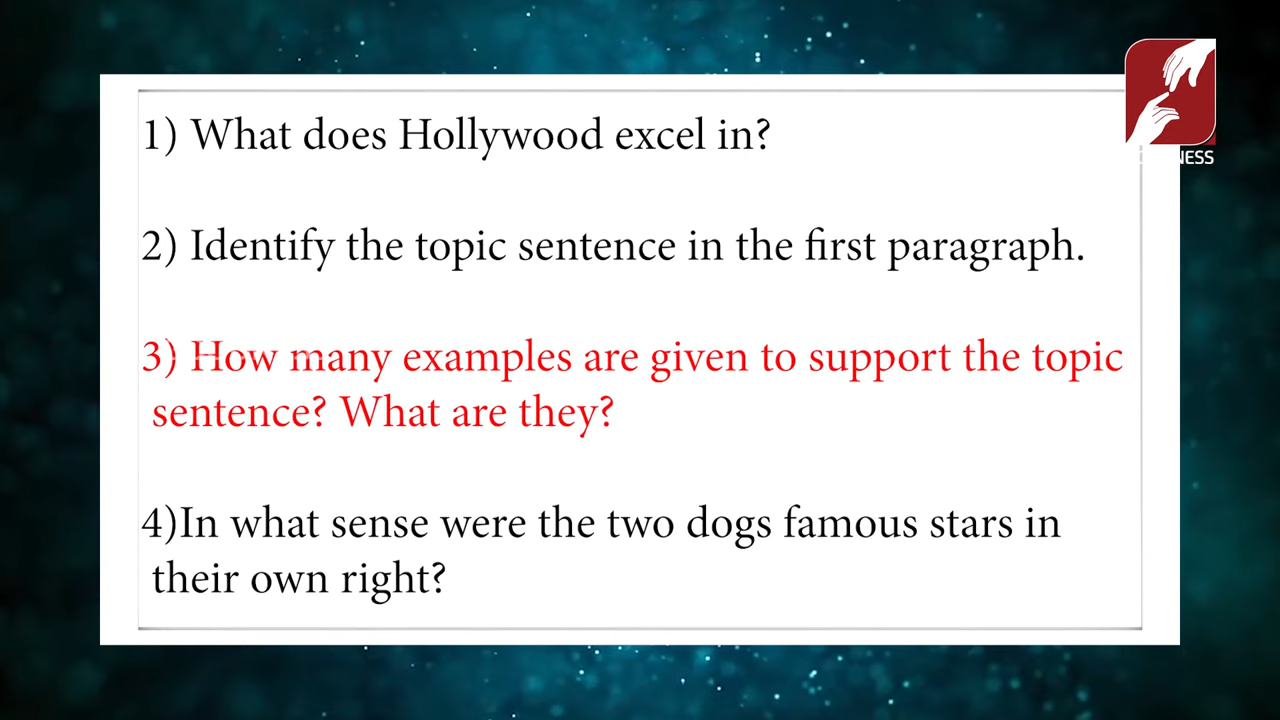 1) What does Hollywood excel in?
2) Identify the topic sentence in the first paragraph.
3) How many examples are given to support the topic
sentence? What are they?
4)In what sense were the two dogs famous stars in
their own right?